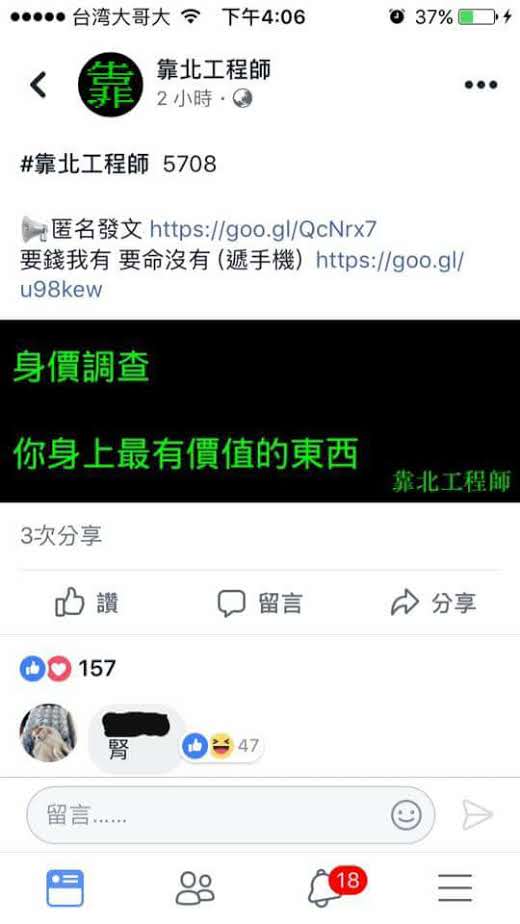 台湾大哥大 下午4:06 37%
靠北工程師
2 小時 ·
#靠北工程師 5708
匿名發文 https://goo.gl/QcNrx7
要錢我有 要命沒有 (遞手機) https://goo.gl/
u98kew
身價調查
你身上最有價值的東西
靠北工程師
3次分享
讚 留言 分享
157
腎 47
留言......
18